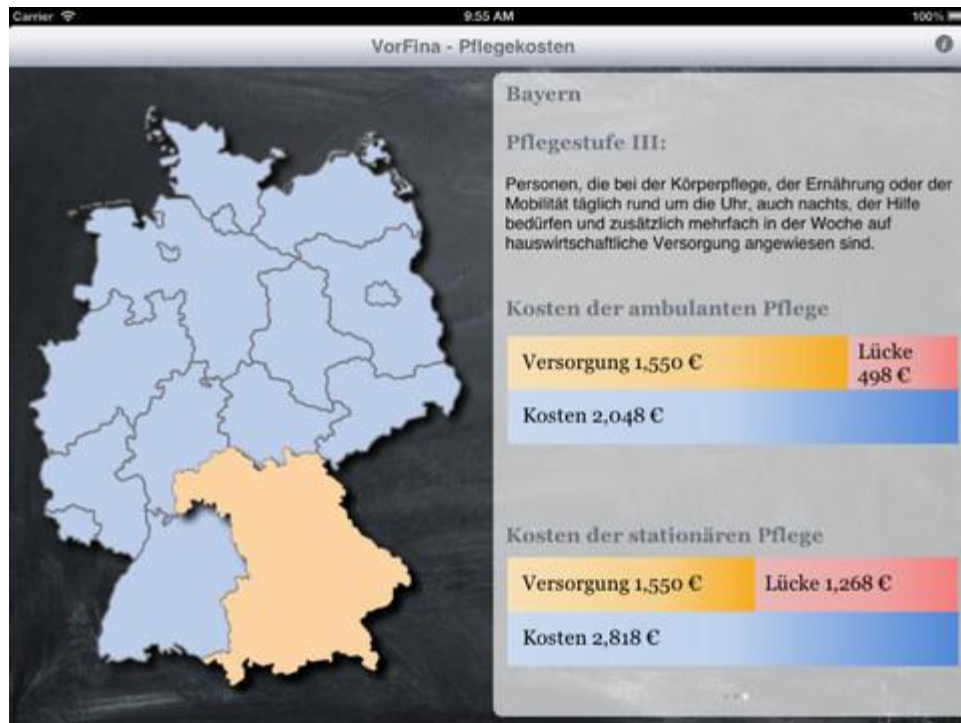 Carrier 9:55 AM 100%
VorFina - Pflegekosten
Bayern
Pflegestufe III:
Personen, die bei der Körperpflege, der Ernährung oder der
Mobilität täglich rund um die Uhr, auch nachts, der Hilfe
bedürfen und zusätzlich mehrfach in der Woche auf
hauswirtschaftliche Versorgung angewiesen sind.
Kosten der ambulanten Pflege
Versorgung 1,550 €
Lücke
498 €
Kosten 2,048 €
Kosten der stationären Pflege
Versorgung 1,550 € Lücke 1,268 €
Kosten 2,818 €